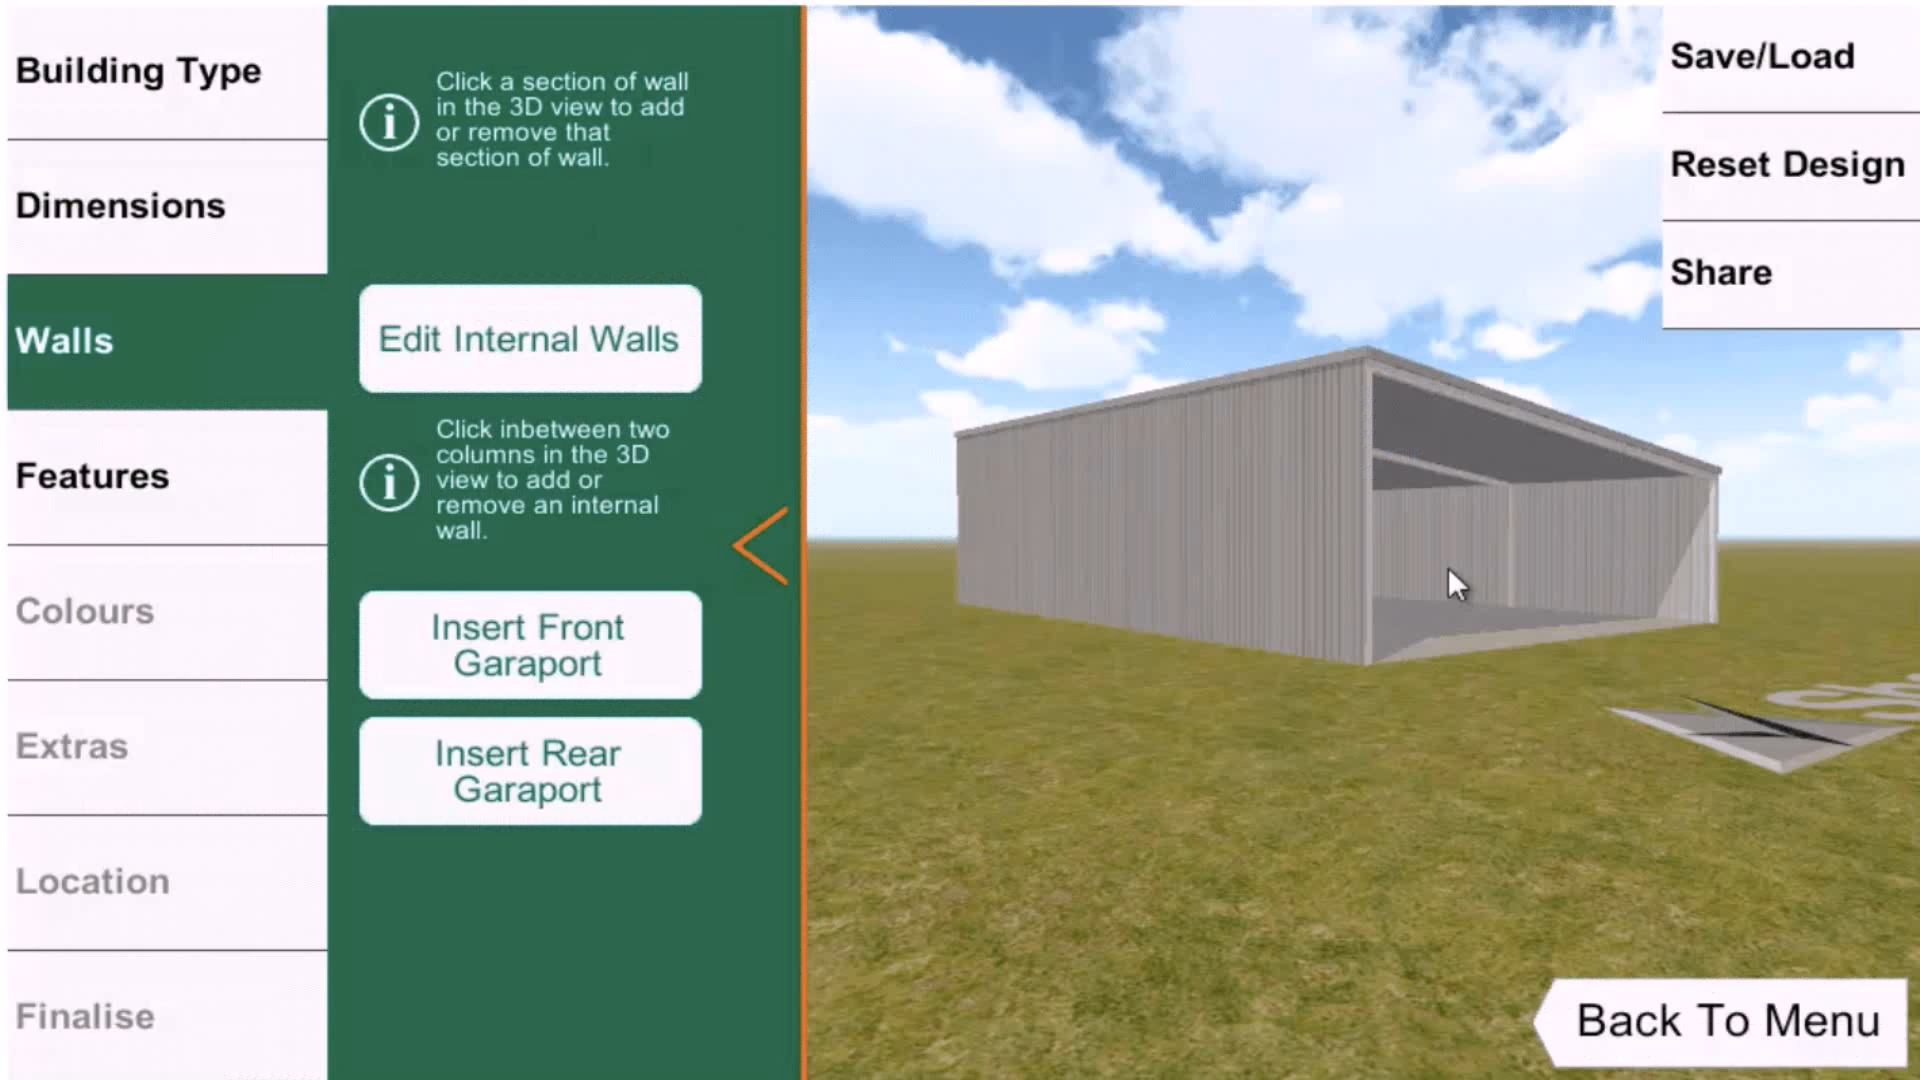 Building Type
Dimensions
Walls
Features
Colours
Extras
Location
Finalise
Click a section of wall
in the 3D view to add
or remove that
section of wall.
Edit Internal Walls
Click inbetween two
columns in the 3D
view to add or
remove an internal
wall.
Insert Front
Garaport
Insert Rear
Garaport
Save/Load
Reset Design
Share
Back To Menu